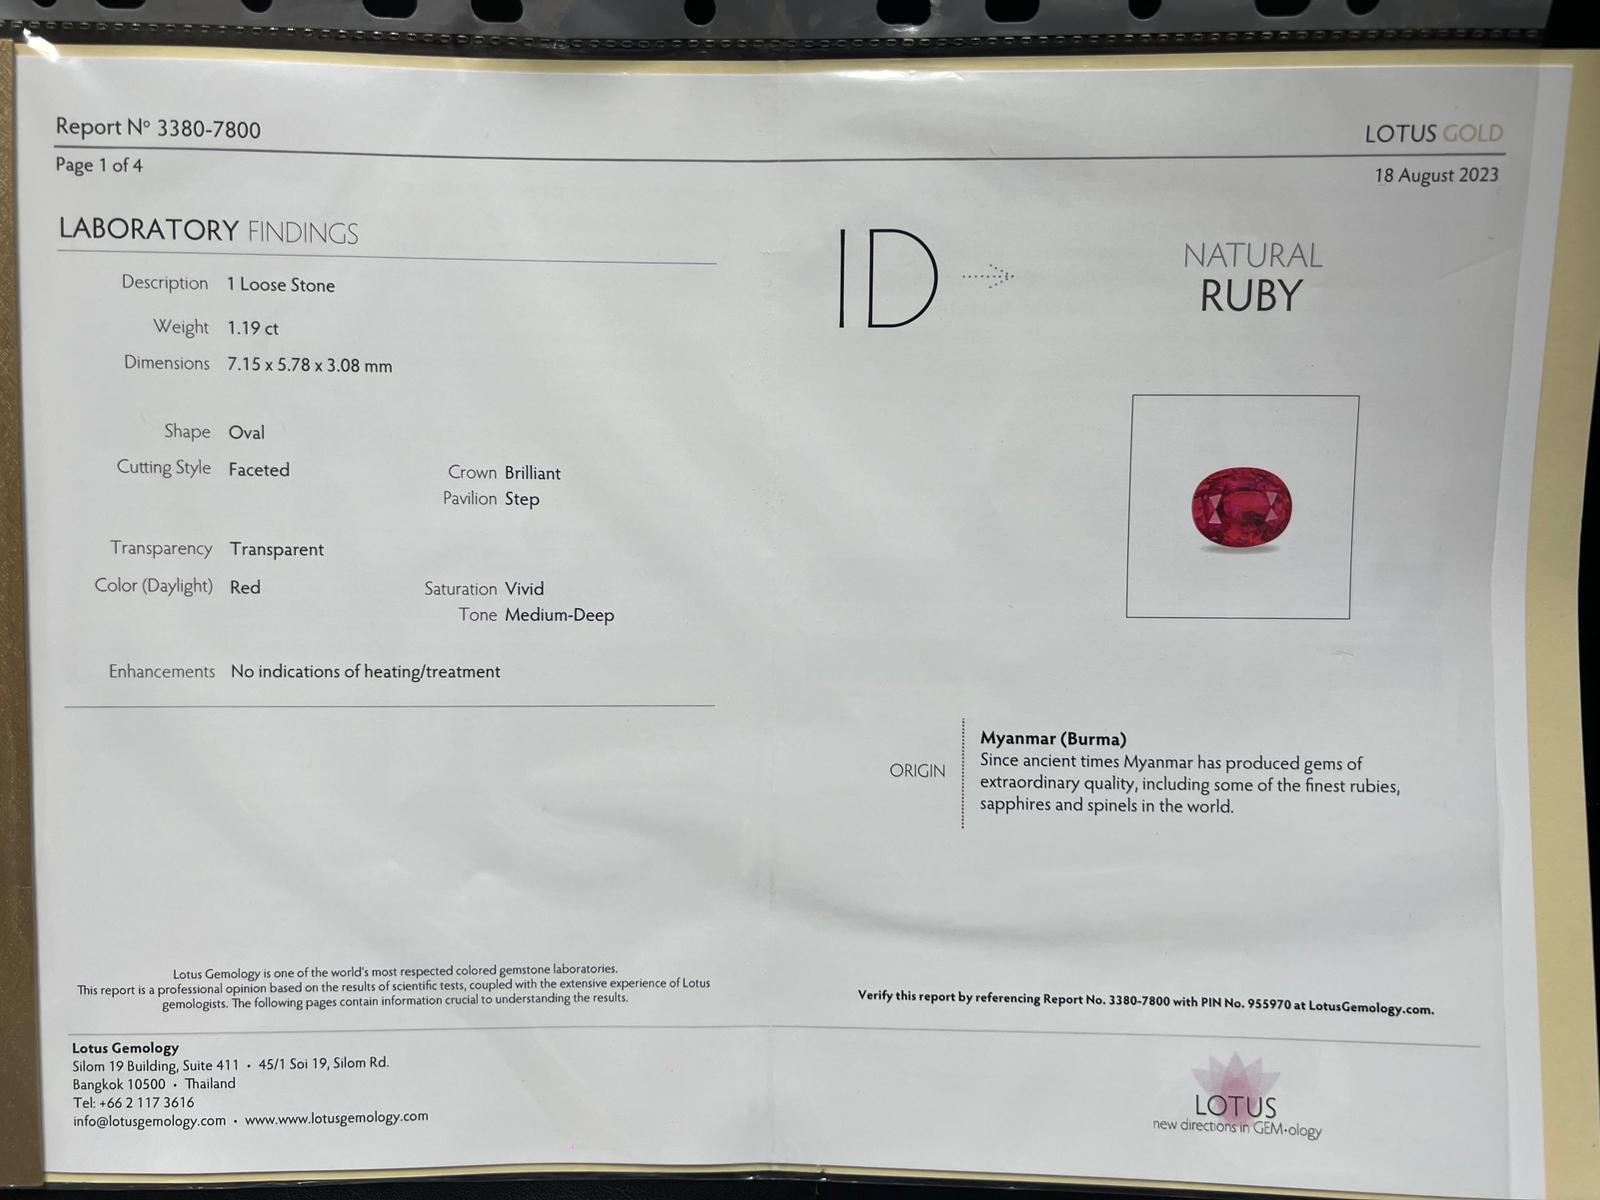 Report Nº 3380-7800
LOTUS GOLD
Page 1 of 4
18 August 2023
LABORATORY FINDINGS
Description 1 Loose Stone
Weight 1.19 ct
Dimensions 7.15 x 5.78 x 3.08 mm
Shape Oval
Cutting Style Faceted
Crown Brilliant
Pavilion Step
Transparency Transparent
Color (Daylight) Red
Saturation Vivid
Tone Medium-Deep
Enhancements No indications of heating/treatment
ID
NATURAL
RUBY
ORIGIN
Myanmar (Burma)
Since ancient times Myanmar has produced gems of
extraordinary quality, including some of the finest rubies,
sapphires and spinels in the world.
Lotus Gemology is one of the world's most respected colored gemstone laboratories.
This report is a professional opinion based on the results of scientific tests, coupled with the extensive experience of Lotus
gemologists. The following pages contain information crucial to understanding the results.
Verify this report by referencing Report No. 3380-7800 with PIN No. 955970 at LotusGemology.com.
Lotus Gemology
Silom 19 Building, Suite 411 • 45/1 Soi 19, Silom Rd.
Bangkok 10500 • Thailand
Tel: +66 2 117 3616
info@lotusgemology.com • www.www.lotusgemology.com
LOTUS
new directions in GEM•ology